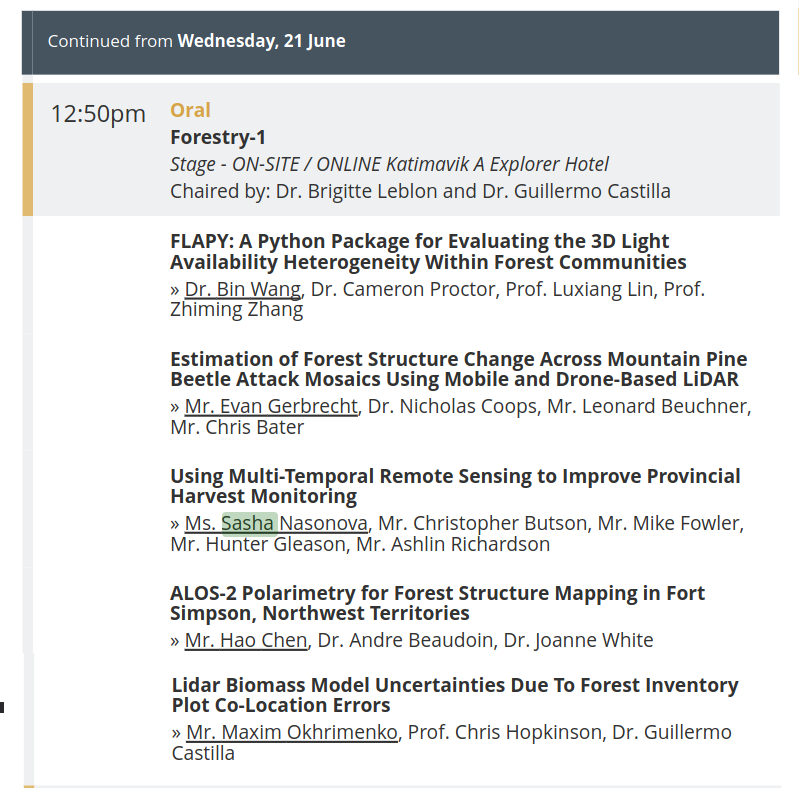 Continued from Wednesday, 21 June
12:50pm
Oral
Forestry-1
Stage - ON-SITE / ONLINE Katimavik A Explorer Hotel
Chaired by: Dr. Brigitte Leblon and Dr. Guillermo Castilla
FLAPY: A Python Package for Evaluating the 3D Light
Availability Heterogeneity Within Forest Communities
» Dr. Bin Wang, Dr. Cameron Proctor, Prof. Luxiang Lin, Prof.
Zhiming Zhang
Estimation of Forest Structure Change Across Mountain Pine
Beetle Attack Mosaics Using Mobile and Drone-Based LiDAR
» Mr. Evan Gerbrecht, Dr. Nicholas Coops, Mr. Leonard Beuchner,
Mr. Chris Bater
Using Multi-Temporal Remote Sensing to Improve Provincial
Harvest Monitoring
» Ms. Sasha Nasonova, Mr. Christopher Butson, Mr. Mike Fowler,
Mr. Hunter Gleason, Mr. Ashlin Richardson
ALOS-2 Polarimetry for Forest Structure Mapping in Fort
Simpson, Northwest Territories
» Mr. Hao Chen, Dr. Andre Beaudoin, Dr. Joanne White
Lidar Biomass Model Uncertainties Due To Forest Inventory
Plot Co-Location Errors
» Mr. Maxim Okhrimenko, Prof. Chris Hopkinson, Dr. Guillermo
Castilla